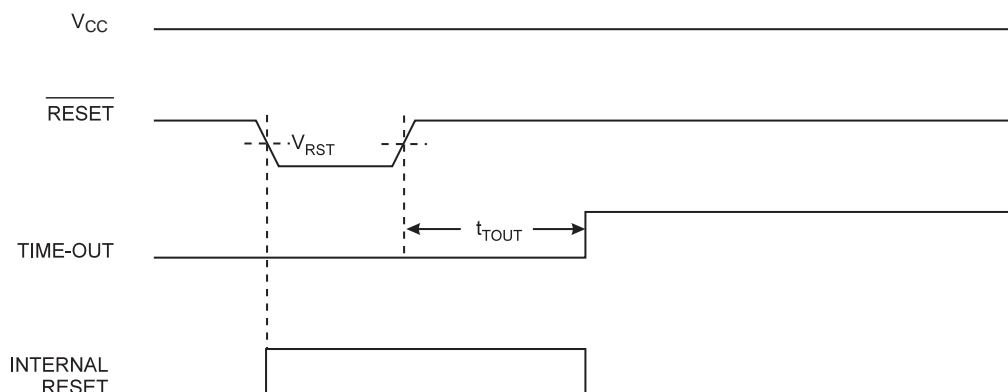 VCC
RESET
VRST
tTOUT
TIME-OUT
INTERNAL
RESET